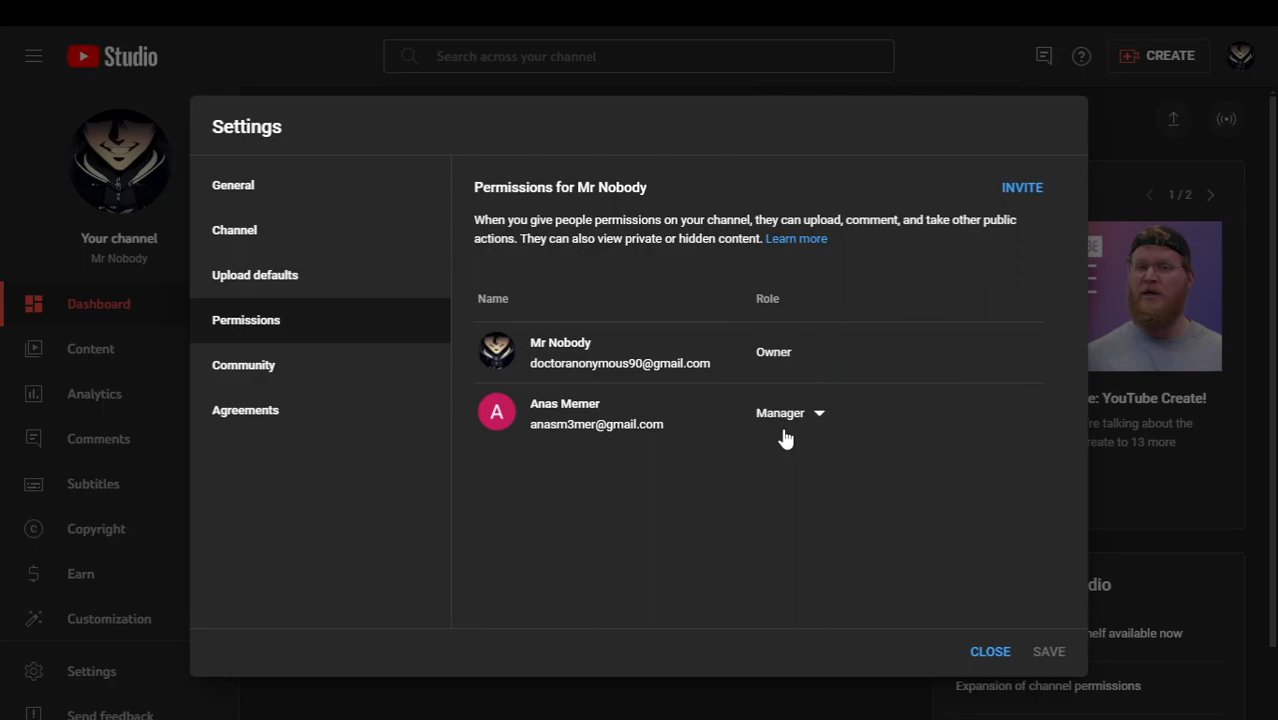 Studio
Search across your channel
CREATE
Settings
General
Channel
Upload defaults
Permissions
Community
Agreements
Permissions for Mr Nobody
INVITE
When you give people permissions on your channel, they can upload, comment, and take other public
actions. They can also view private or hidden content. Learn more
Name
Role
Mr Nobody
doctoranonymous90@gmail.com
Owner
A
Anas Memer
anasm3mer@gmail.com
Manager
CLOSE
SAVE
Your channel
Mr Nobody
Dashboard
Content
Analytics
Comments
Subtitles
Copyright
Earn
Customization
Settings
Send feedback
1 / 2
BE
E
e: YouTube Create!
're talking about the
reate to 13 more
dio
helf available now
Expansion of channel permissions